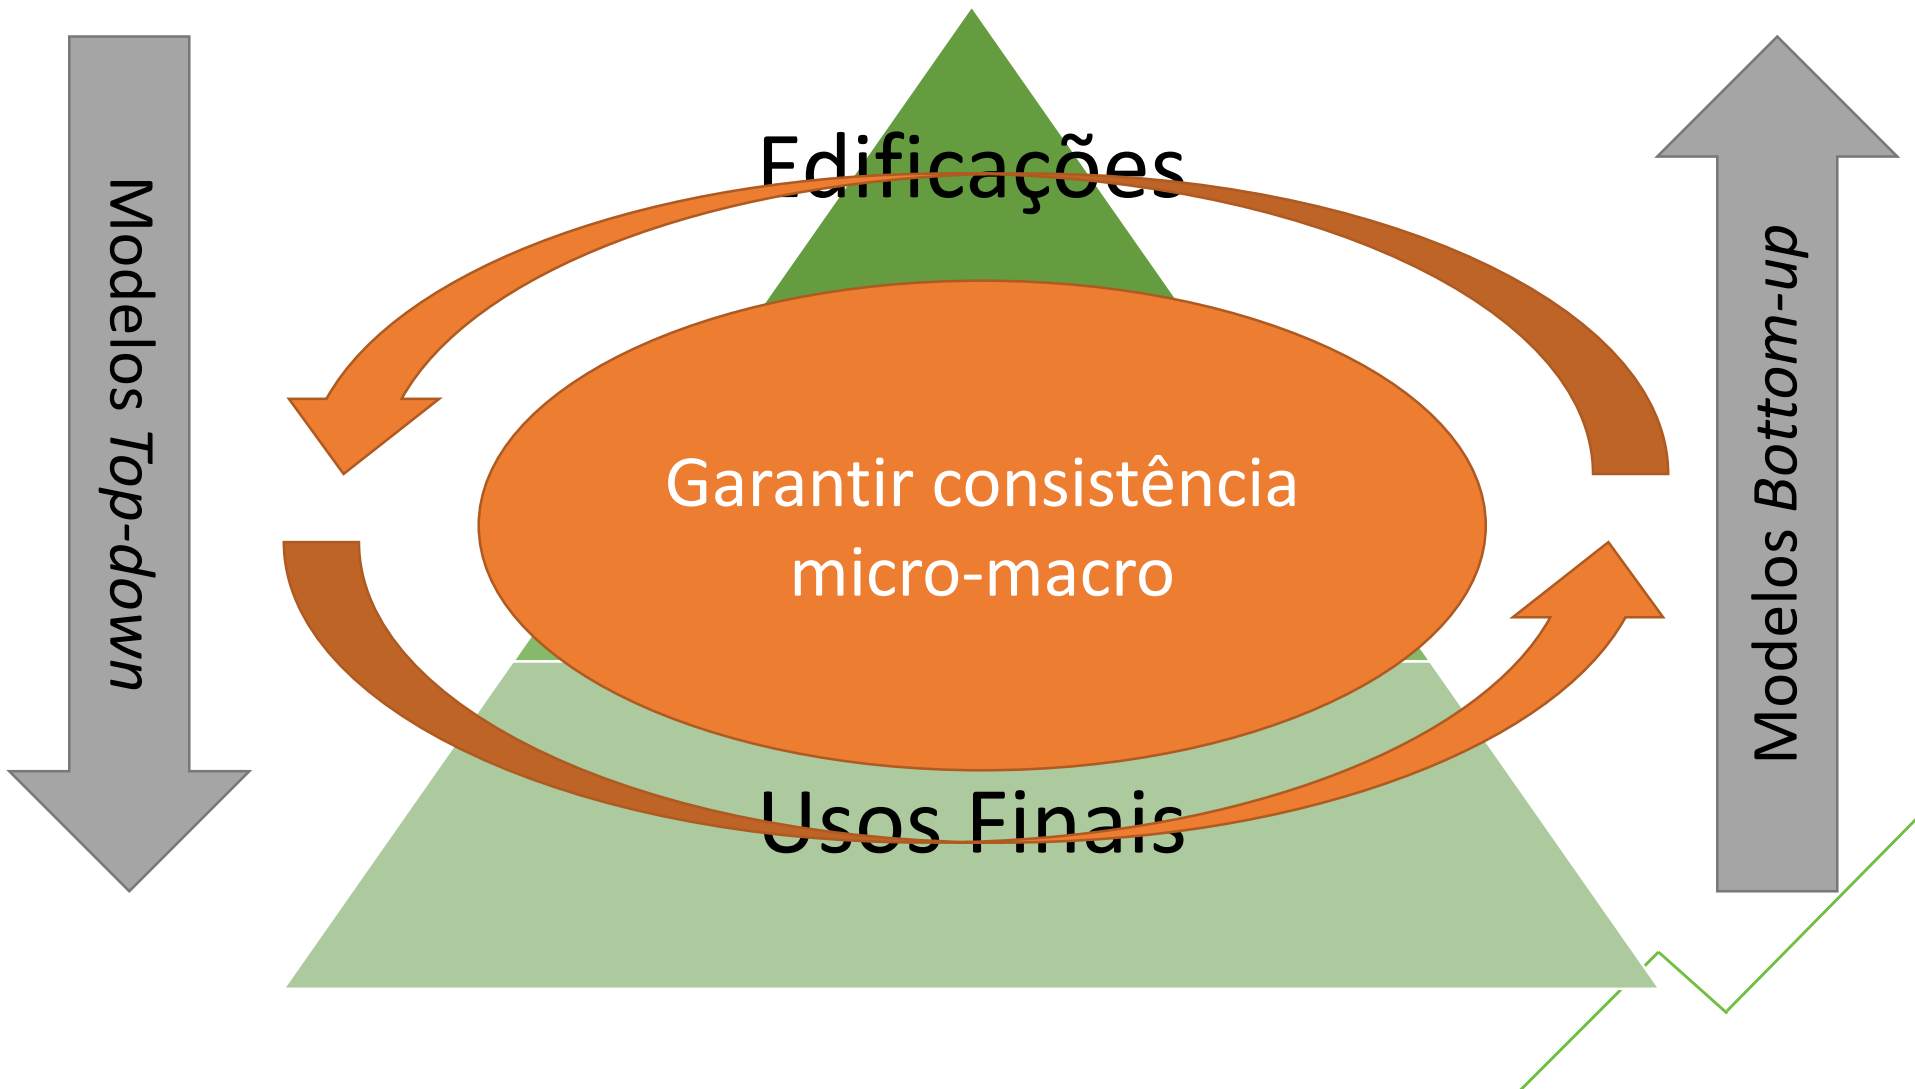 Edificações
Modelos Top-down
Modelos Bottom-up
Garantir consistência
micro-macro
Usos Finais